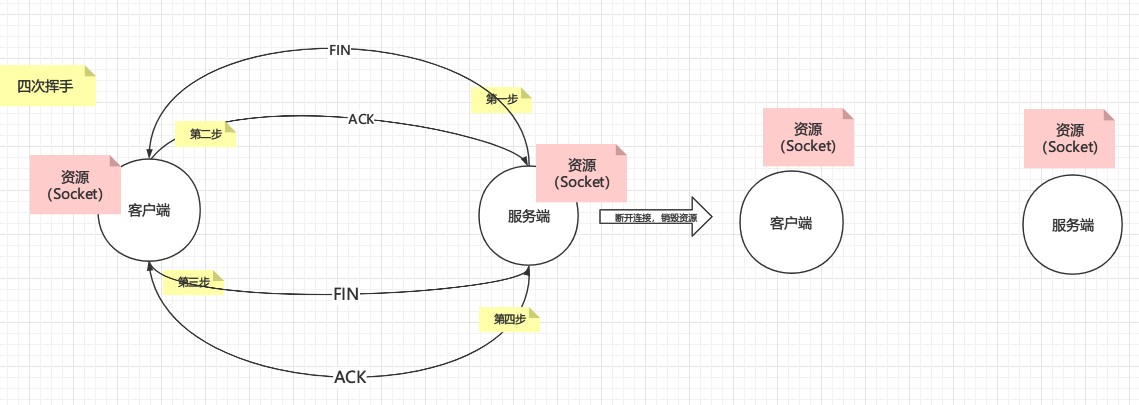 四次挥手
FIN
第一步
第二步
ACK
资源
（Socket）
客户端
资源
（Socket）
服务端
第三步
FIN
第四步
ACK
断开连接，销毁资源
资源
（Socket）
客户端
资源
（Socket）
服务端